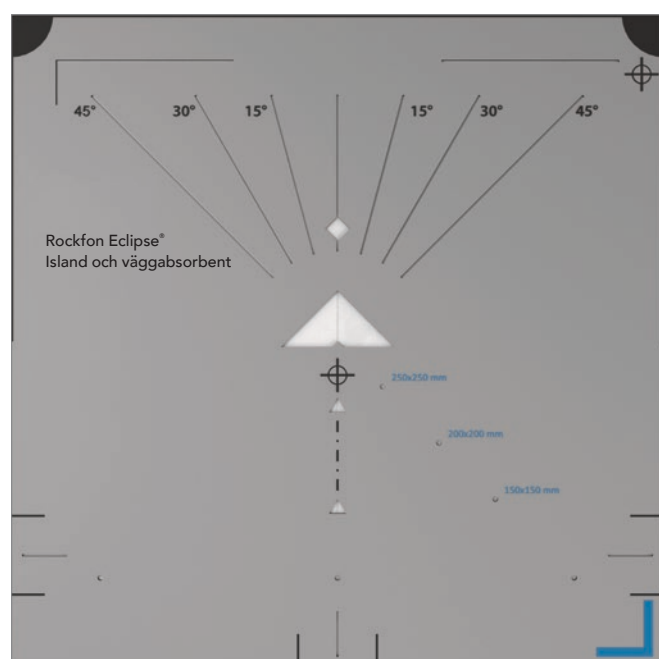 45° 30° 15° 15° 30° 45°
Rockfon Eclipse®
Island och väggabsorbent
250x250 mm
200x200 mm
150x150 mm